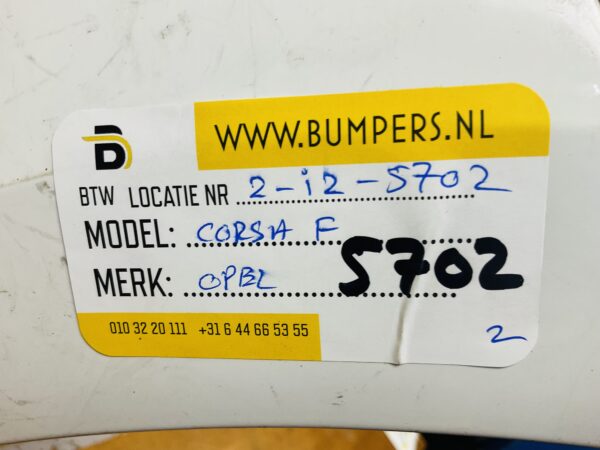 WWW.BUMPERS.NL
B
BTW LOCATIE NR 2-i2-5702
MODEL: CORSA F
MERK: OPEL
5702
010 32 20 111 +31 6 44 66 53 55
2